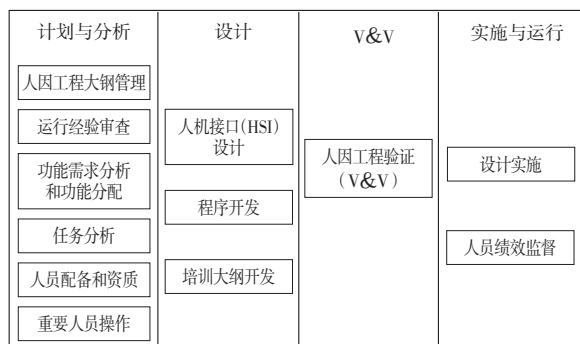 计划与分析
人因工程大钢管理
运行经验审查
功能需求分析
和功能分配
任务分析
人员配备和资质
重要人员操作
设计
人机接口(HSI)
设计
程序开发
培训大纲开发
V&V
人因工程验证
(V&V)
实施与运行
设计实施
人员绩效监督